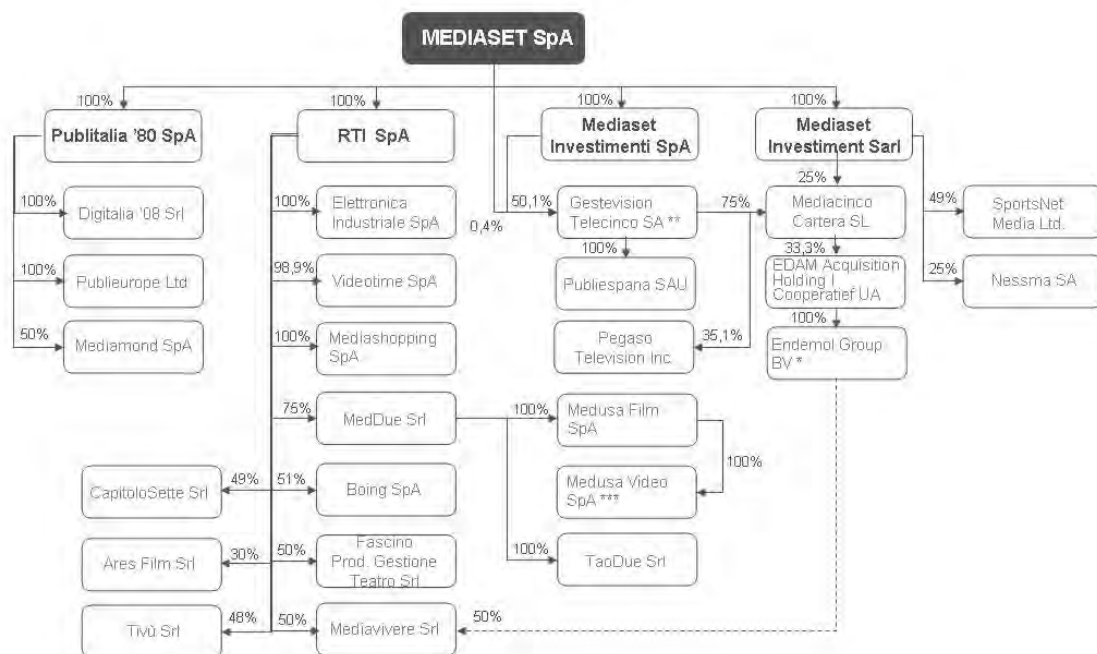 MEDIASET SpA
100%
100%
100%
100%
Publitalia '80 SpA
RTI SpA
Mediaset
Investimenti SpA
Mediaset
Investment Sarl
100%
Digitalia '08 Srl
100%
Publieurope Ltd
50%
Mediamond SpA
100%
Elettronica
Industriale SpA
98,9%
Videotime SpA
100%
Mediashopping
SpA
75%
MedDue Srl
49%
CapitoloSette Srl
51%
Boing SpA
30%
Ares Film Srl
50%
Fascino
Prod. Gestione
Teatro Srl
48%
Tivù Srl
50%
Mediavivere Srl
50%
0,4%
50,1%
Gestevision
Telecinco SA **
75%
100%
Publiespana SAU
35,1%
Pegaso
Television Inc
100%
Medusa Film
SpA
100%
Medusa Video
SpA ***
100%
TaoDue Srl
25%
Mediacinco
Cartera SL
33,3%
EDAM Acquisition
Holding I
Cooperatief UA
100%
Endemol Group
BV *
49%
SportsNet
Media Ltd.
25%
Nessma SA